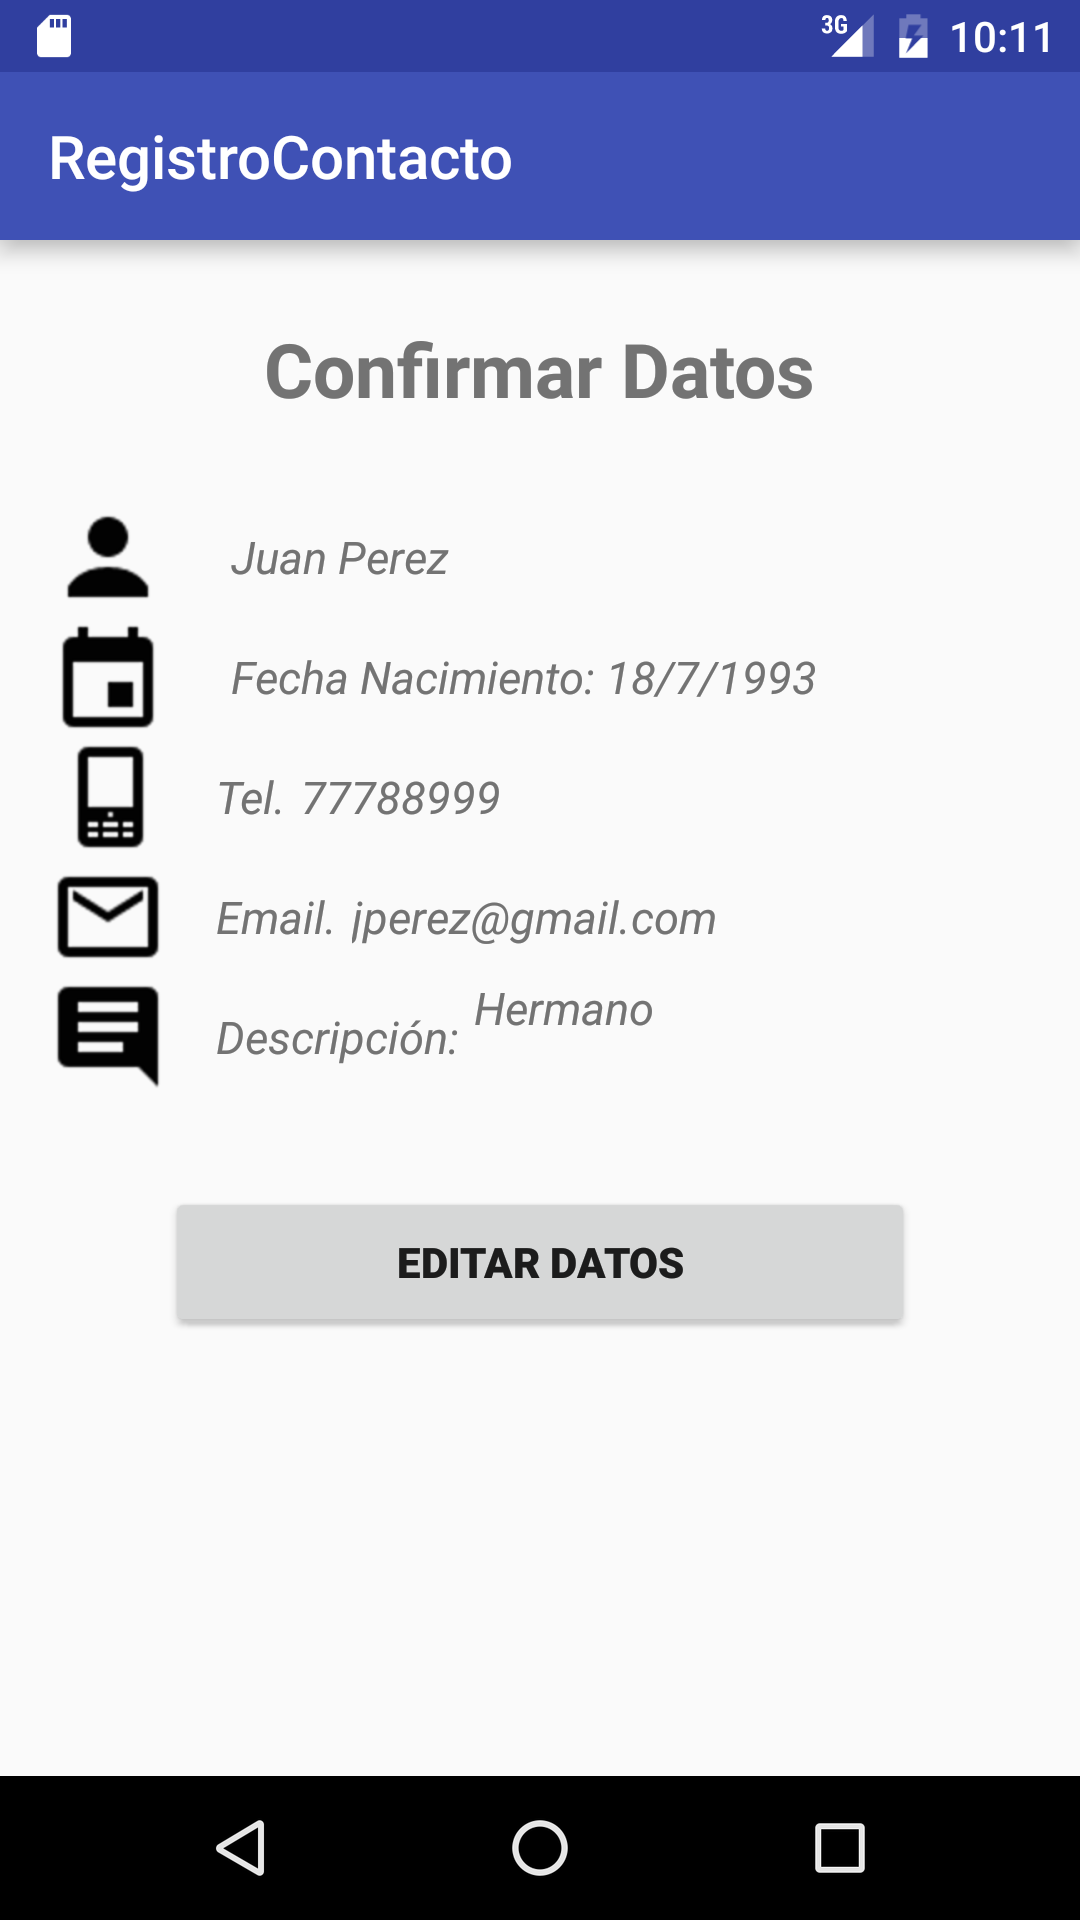 3G 10:11
RegistroContacto
Confirmar Datos
Juan Perez
Fecha Nacimiento: 18/7/1993
Tel. 77788999
Email. jperez@gmail.com
Descripción: Hermano
EDITAR DATOS